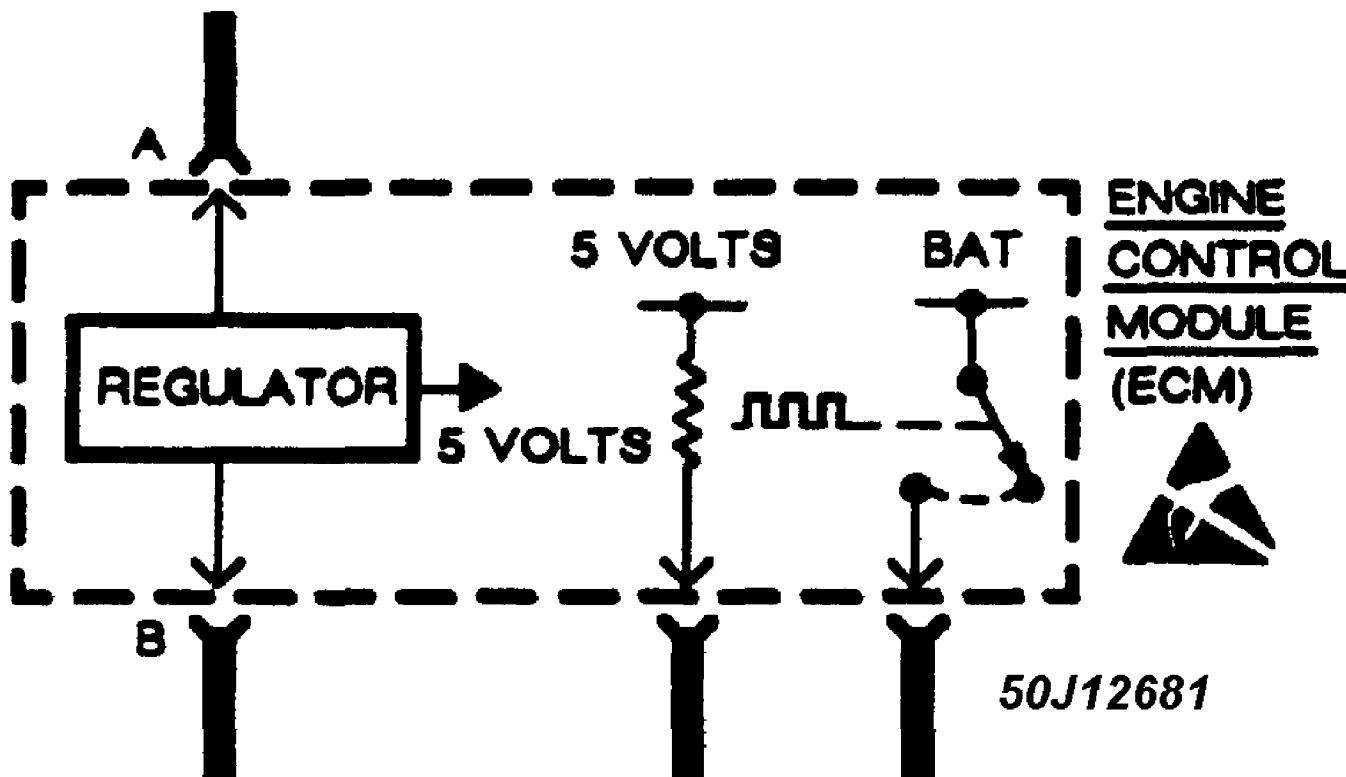 A
ENGINE
CONTROL
MODULE
(ECM)
5 VOLTS
BAT
REGULATOR
5 VOLTS
B
50J12681